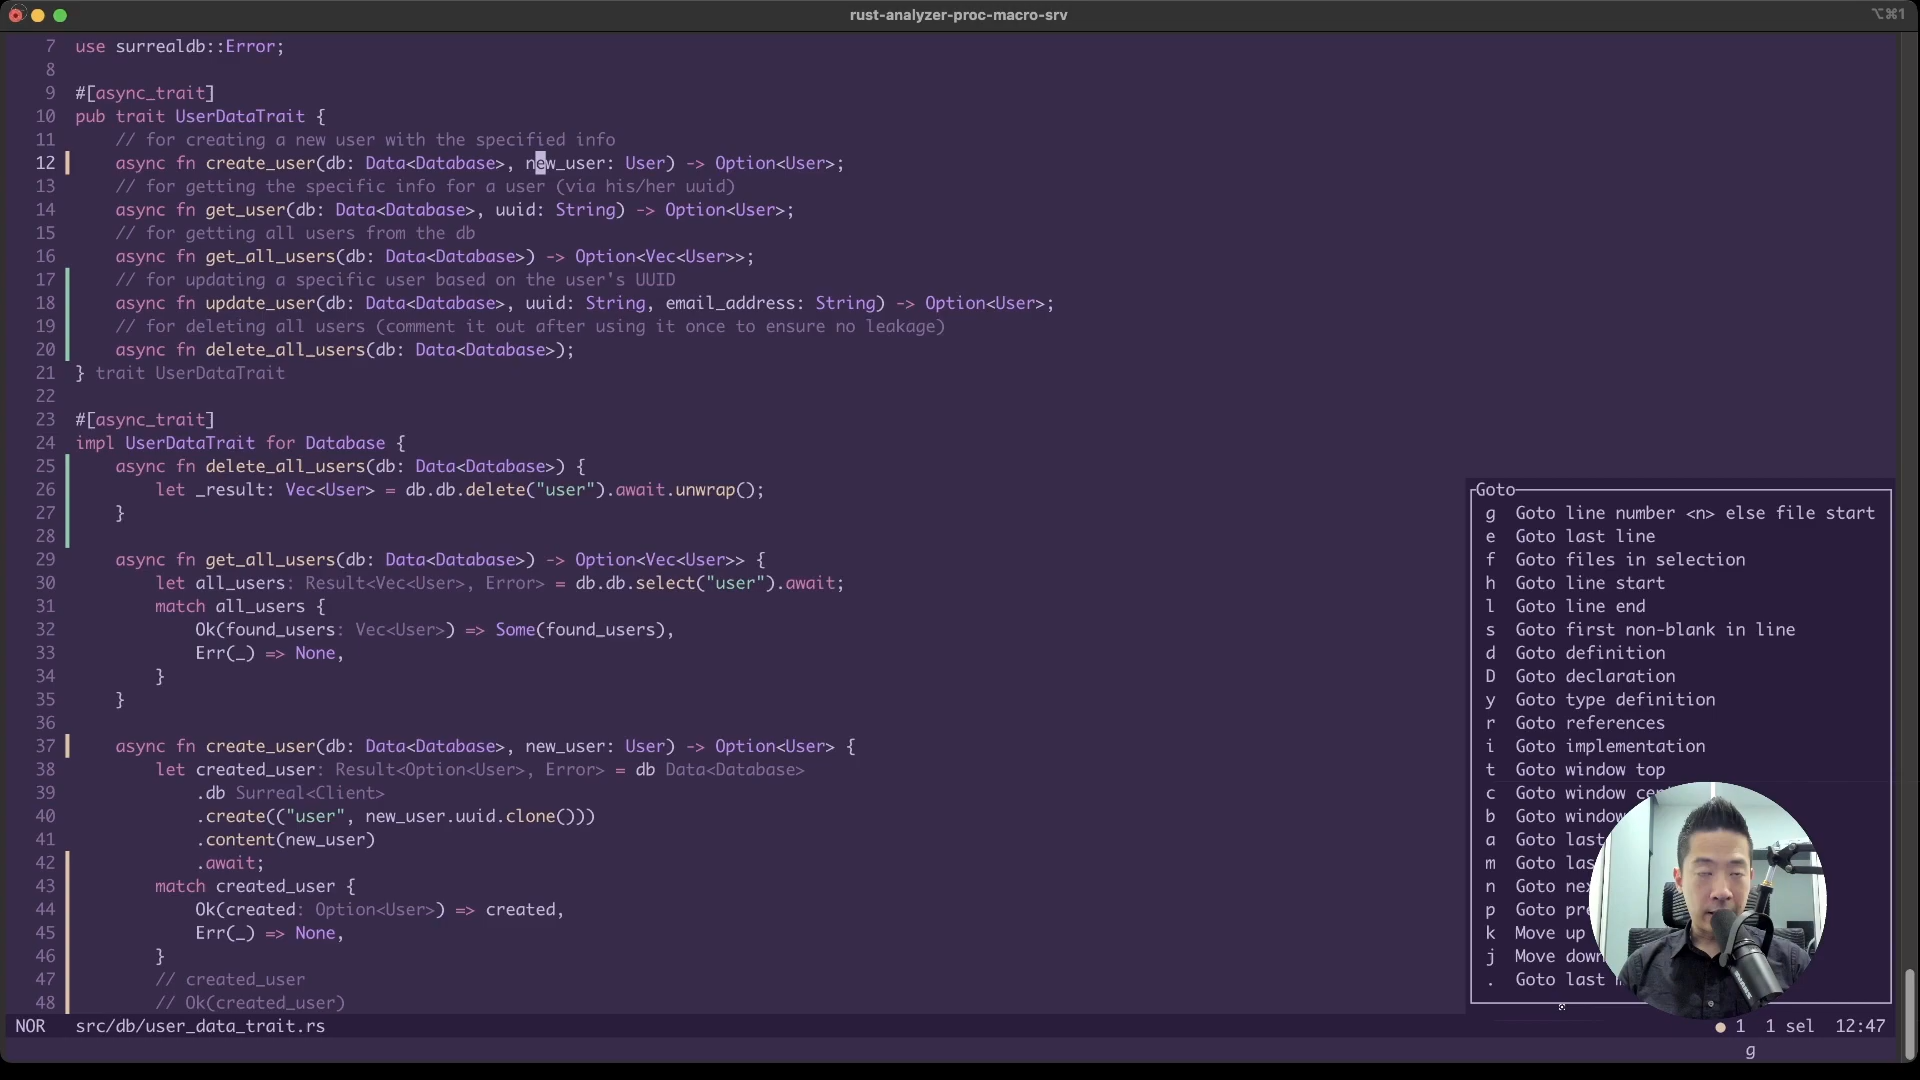 rust-analyzer-proc-macro-srv
⌥⌘1
7 use surrealdb::Error;
8
9 #[async_trait]
10 pub trait UserDataTrait {
11 // for creating a new user with the specified info
12 async fn create_user(db: Data<Database>, new_user: User) -> Option<User>;
13 // for getting the specific info for a user (via his/her uuid)
14 async fn get_user(db: Data<Database>, uuid: String) -> Option<User>;
15 // for getting all users from the db
16 async fn get_all_users(db: Data<Database>) -> Option<Vec<User>>;
17 // for updating a specific user based on the user's UUID
18 async fn update_user(db: Data<Database>, uuid: String, email_address: String) -> Option<User>;
19 // for deleting all users (comment it out after using it once to ensure no leakage)
20 async fn delete_all_users(db: Data<Database>);
21 } trait UserDataTrait
22
23 #[async_trait]
24 impl UserDataTrait for Database {
25 async fn delete_all_users(db: Data<Database>) {
26 let _result: Vec<User> = db.db.delete("user").await.unwrap();
27 }
28
29 async fn get_all_users(db: Data<Database>) -> Option<Vec<User>> {
30 let all_users: Result<Vec<User>, Error> = db.db.select("user").await;
31 match all_users {
32 Ok(found_users: Vec<User>) => Some(found_users),
33 Err(_) => None,
34 }
35 }
36
37 async fn create_user(db: Data<Database>, new_user: User) -> Option<User> {
38 let created_user: Result<Option<User>, Error> = db Data<Database>
39 .db Surreal<Client>
40 .create(("user", new_user.uuid.clone()))
41 .content(new_user)
42 .await;
43 match created_user {
44 Ok(created: Option<User>) => created,
45 Err(_) => None,
46 }
47 // created_user
48 // Ok(created_user)
Goto
g Goto line number <n> else file start
e Goto last line
f Goto files in selection
h Goto line start
l Goto line end
s Goto first non-blank in line
d Goto definition
D Goto declaration
y Goto type definition
r Goto references
i Goto implementation
t Goto window top
c Goto window
b Goto window
a Goto last
m Goto
n Goto
p Goto
k Move up
j Move down
. Goto last
NOR src/db/user_data_trait.rs
1 1 sel 12:47
g